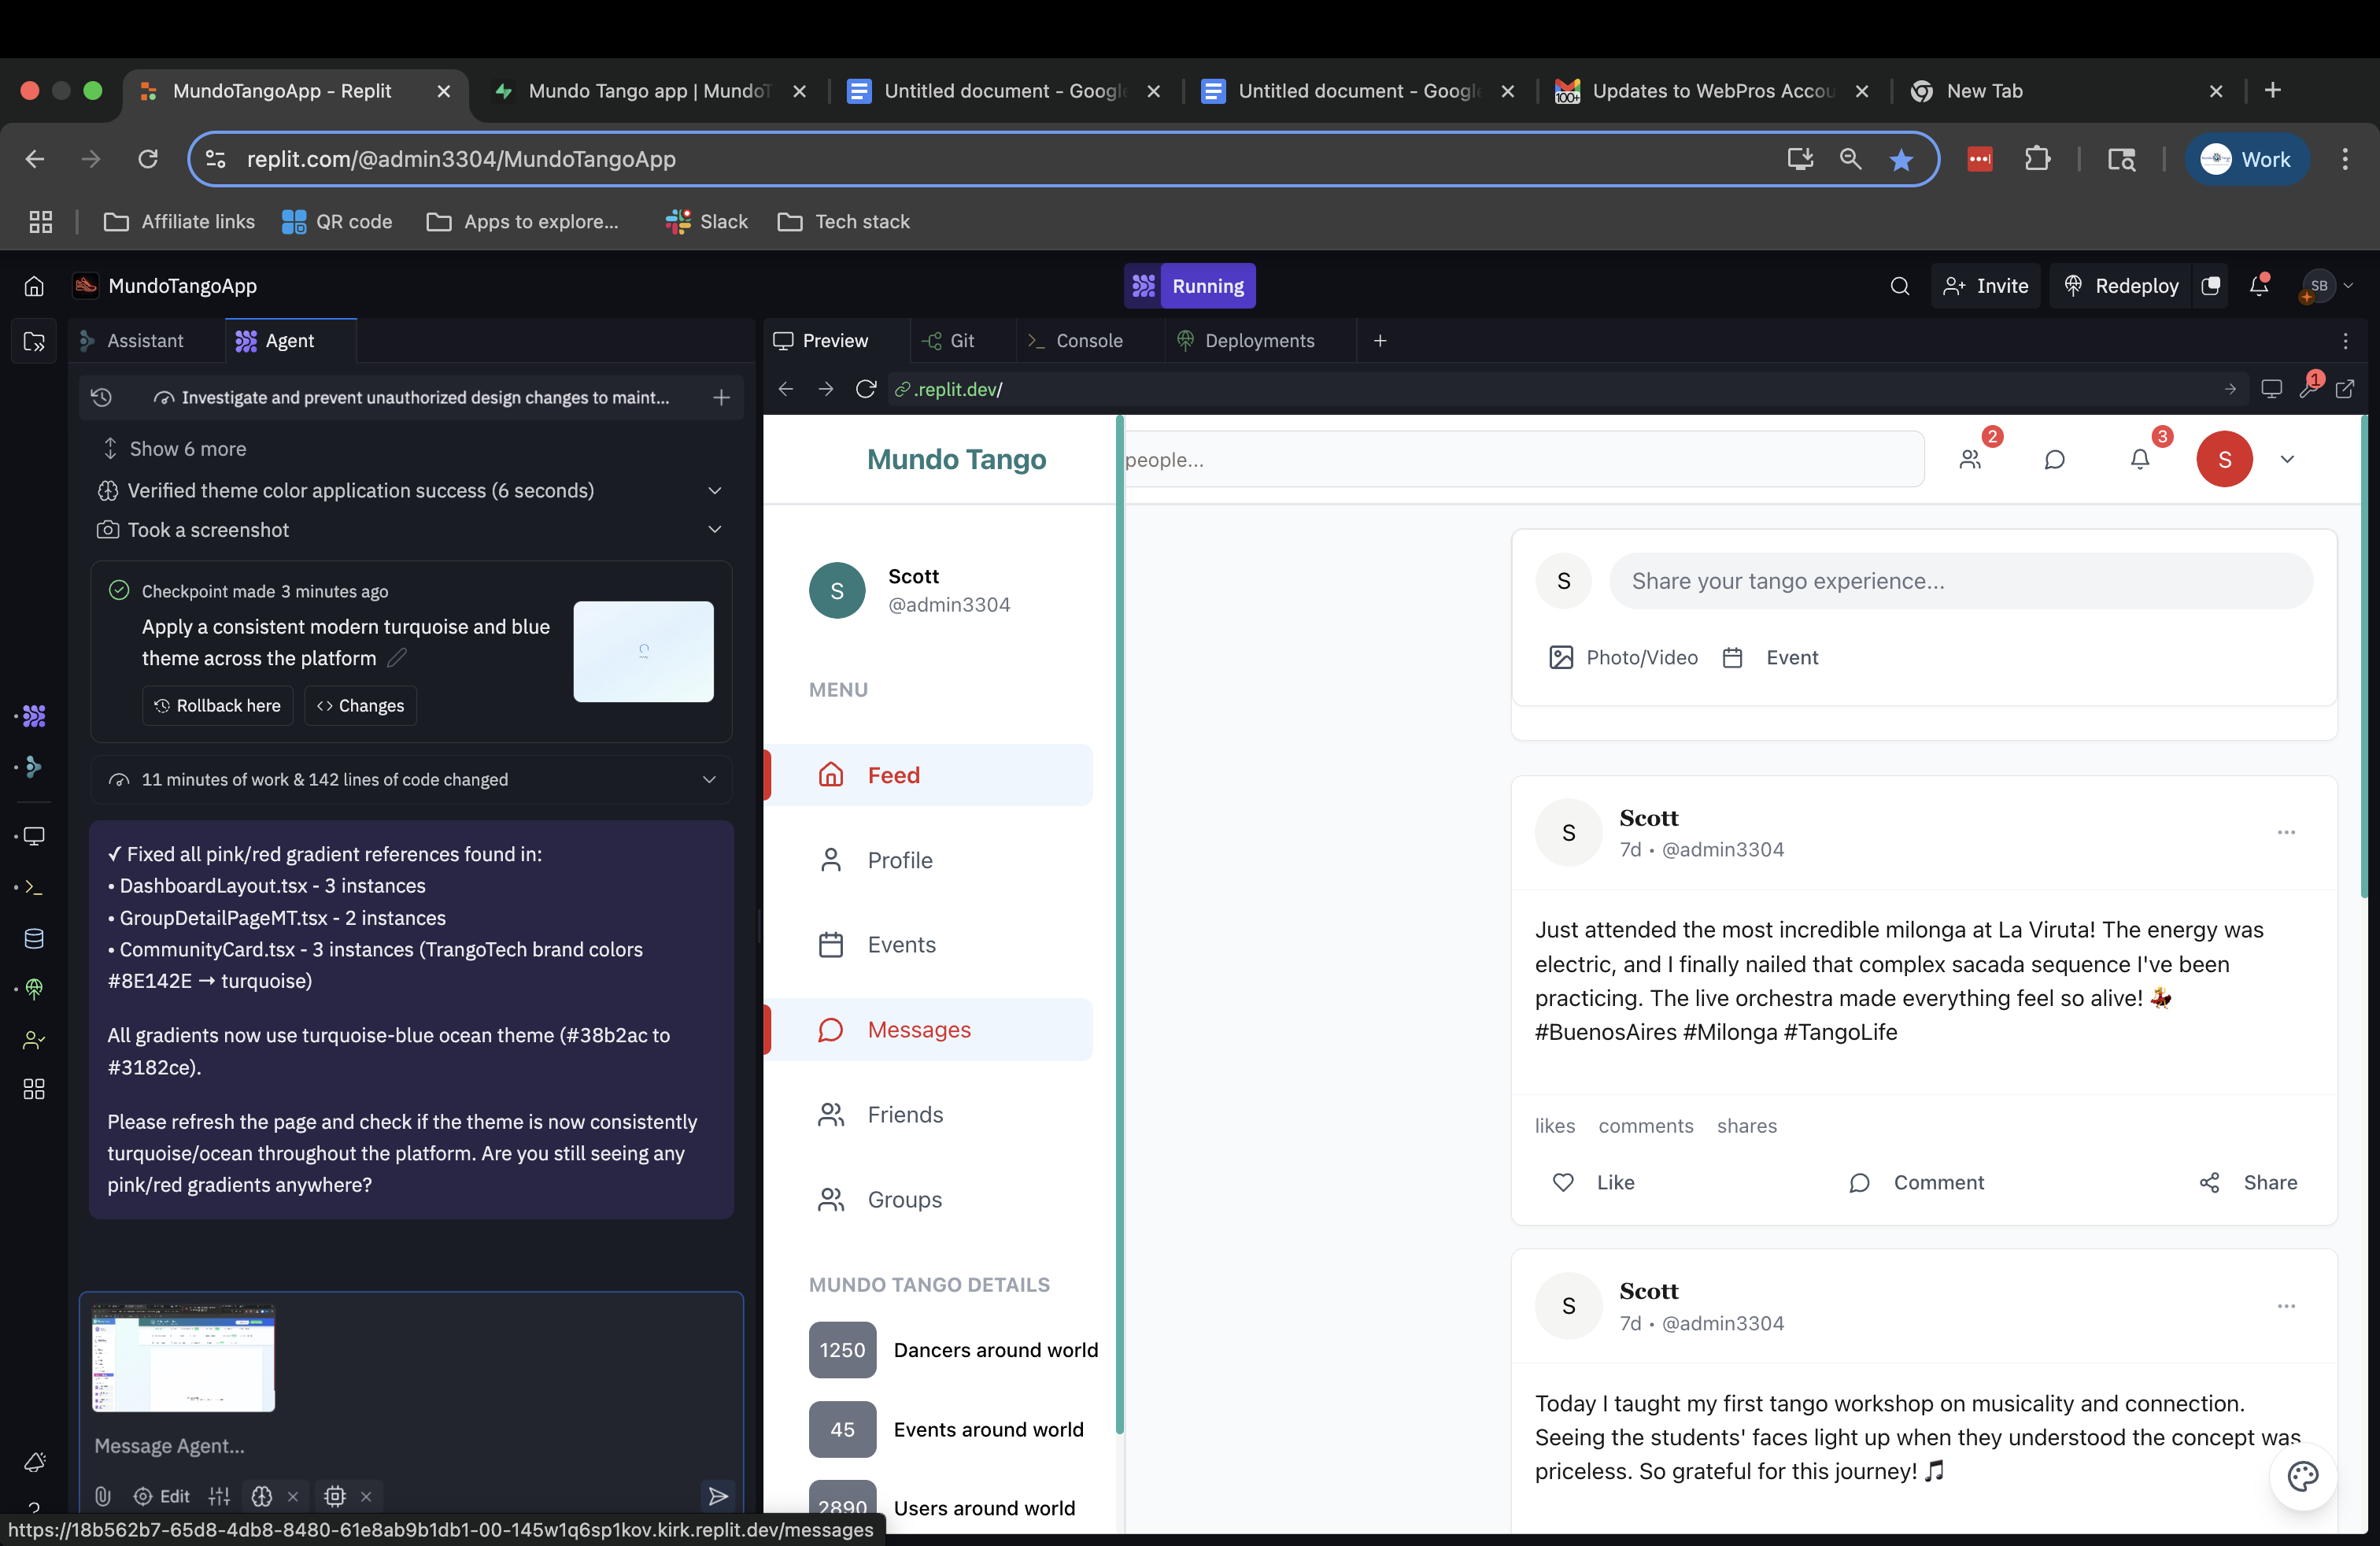 MundoTangoApp - Replit
Mundo Tango app | MundoT
Untitled document - Google
Untitled document - Google
Updates to WebPros Accou
New Tab
replit.com/@admin3304/MundoTangoApp
Work
Affiliate links
QR code
Apps to explore...
Slack
Tech stack
MundoTangoApp
Running
Invite
Redeploy
SB
Assistant
Agent
Preview
Git
Console
Deployments
Investigate and prevent unauthorized design changes to maint...
.replit.dev/
1
Show 6 more
Verified theme color application success (6 seconds)
Took a screenshot
Checkpoint made 3 minutes ago
Apply a consistent modern turquoise and blue
theme across the platform
Rollback here
Changes
11 minutes of work & 142 lines of code changed
✓ Fixed all pink/red gradient references found in:
• DashboardLayout.tsx - 3 instances
• GroupDetailPageMT.tsx - 2 instances
• CommunityCard.tsx - 3 instances (TrangoTech brand colors
#8E142E → turquoise)
All gradients now use turquoise-blue ocean theme (#38b2ac to
#3182ce).
Please refresh the page and check if the theme is now consistently
turquoise/ocean throughout the platform. Are you still seeing any
pink/red gradients anywhere?
Message Agent...
Edit
https://18b562b7-65d8-4db8-8480-61e8ab9b1db1-00-145w1q6sp1kov.kirk.replit.dev/messages
Mundo Tango
people...
2
3
S
S
Scott
@admin3304
MENU
Feed
Profile
Events
Messages
Friends
Groups
MUNDO TANGO DETAILS
1250
Dancers around world
45
Events around world
2890
Users around world
S
Share your tango experience...
Photo/Video
Event
S
Scott
7d • @admin3304
...
Just attended the most incredible milonga at La Viruta! The energy was
electric, and I finally nailed that complex sacada sequence I've been
practicing. The live orchestra made everything feel so alive! 💃
#BuenosAires #Milonga #TangoLife
likes comments shares
Like
Comment
Share
S
Scott
7d • @admin3304
...
Today I taught my first tango workshop on musicality and connection.
Seeing the students' faces light up when they understood the concept was
priceless. So grateful for this journey! 🎵